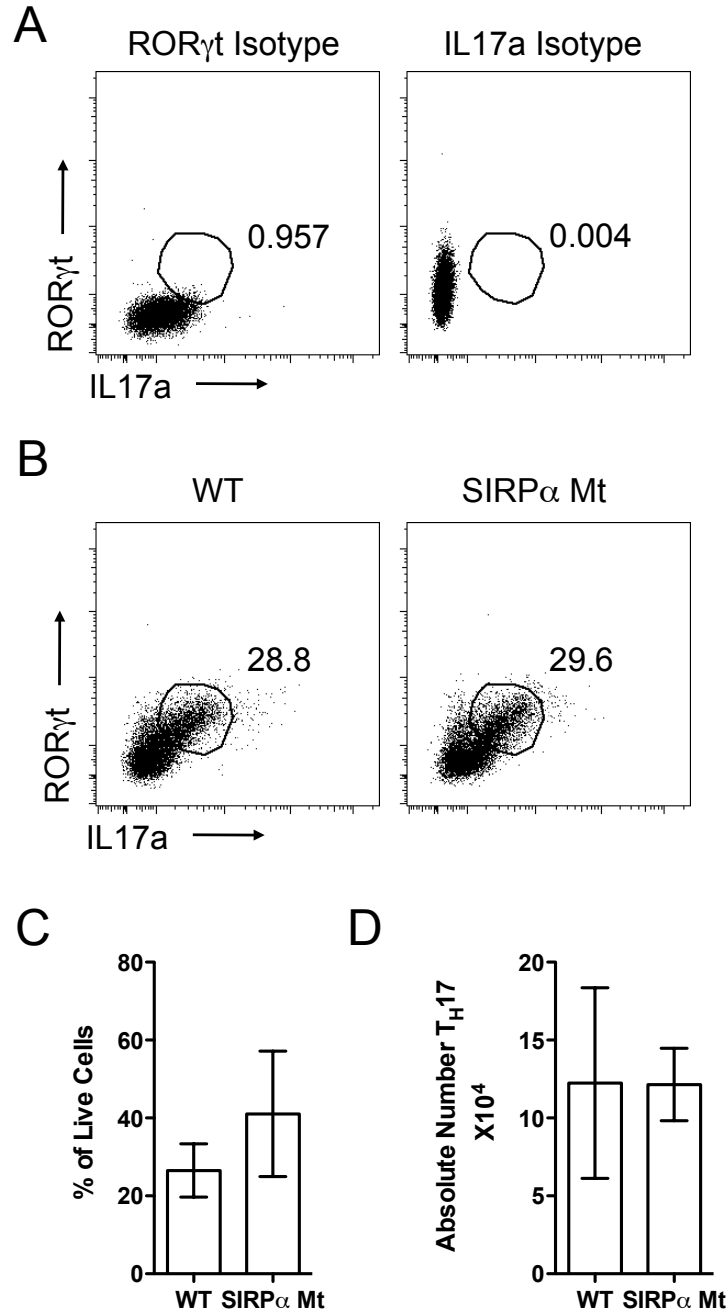 A
RORγt Isotype
IL17a Isotype
0.957
0.004
RORγt
IL17a
B
WT
SIRPα Mt
28.8
29.6
RORγt
IL17a
C
D
% of Live Cells
80
60
40
20
0
WT SIRPα Mt
Absolute Number TH17
X10⁴
20
15
10
5
0
WT SIRPα Mt